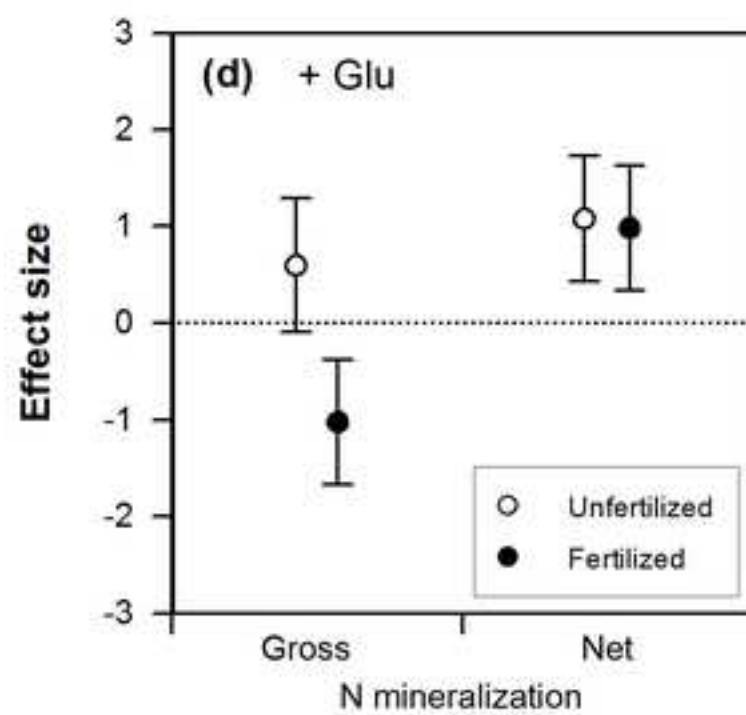 (d) + Glu
3
2
1
0
-1
-2
-3
Effect size
Unfertilized
Fertilized
Gross Net
N mineralization